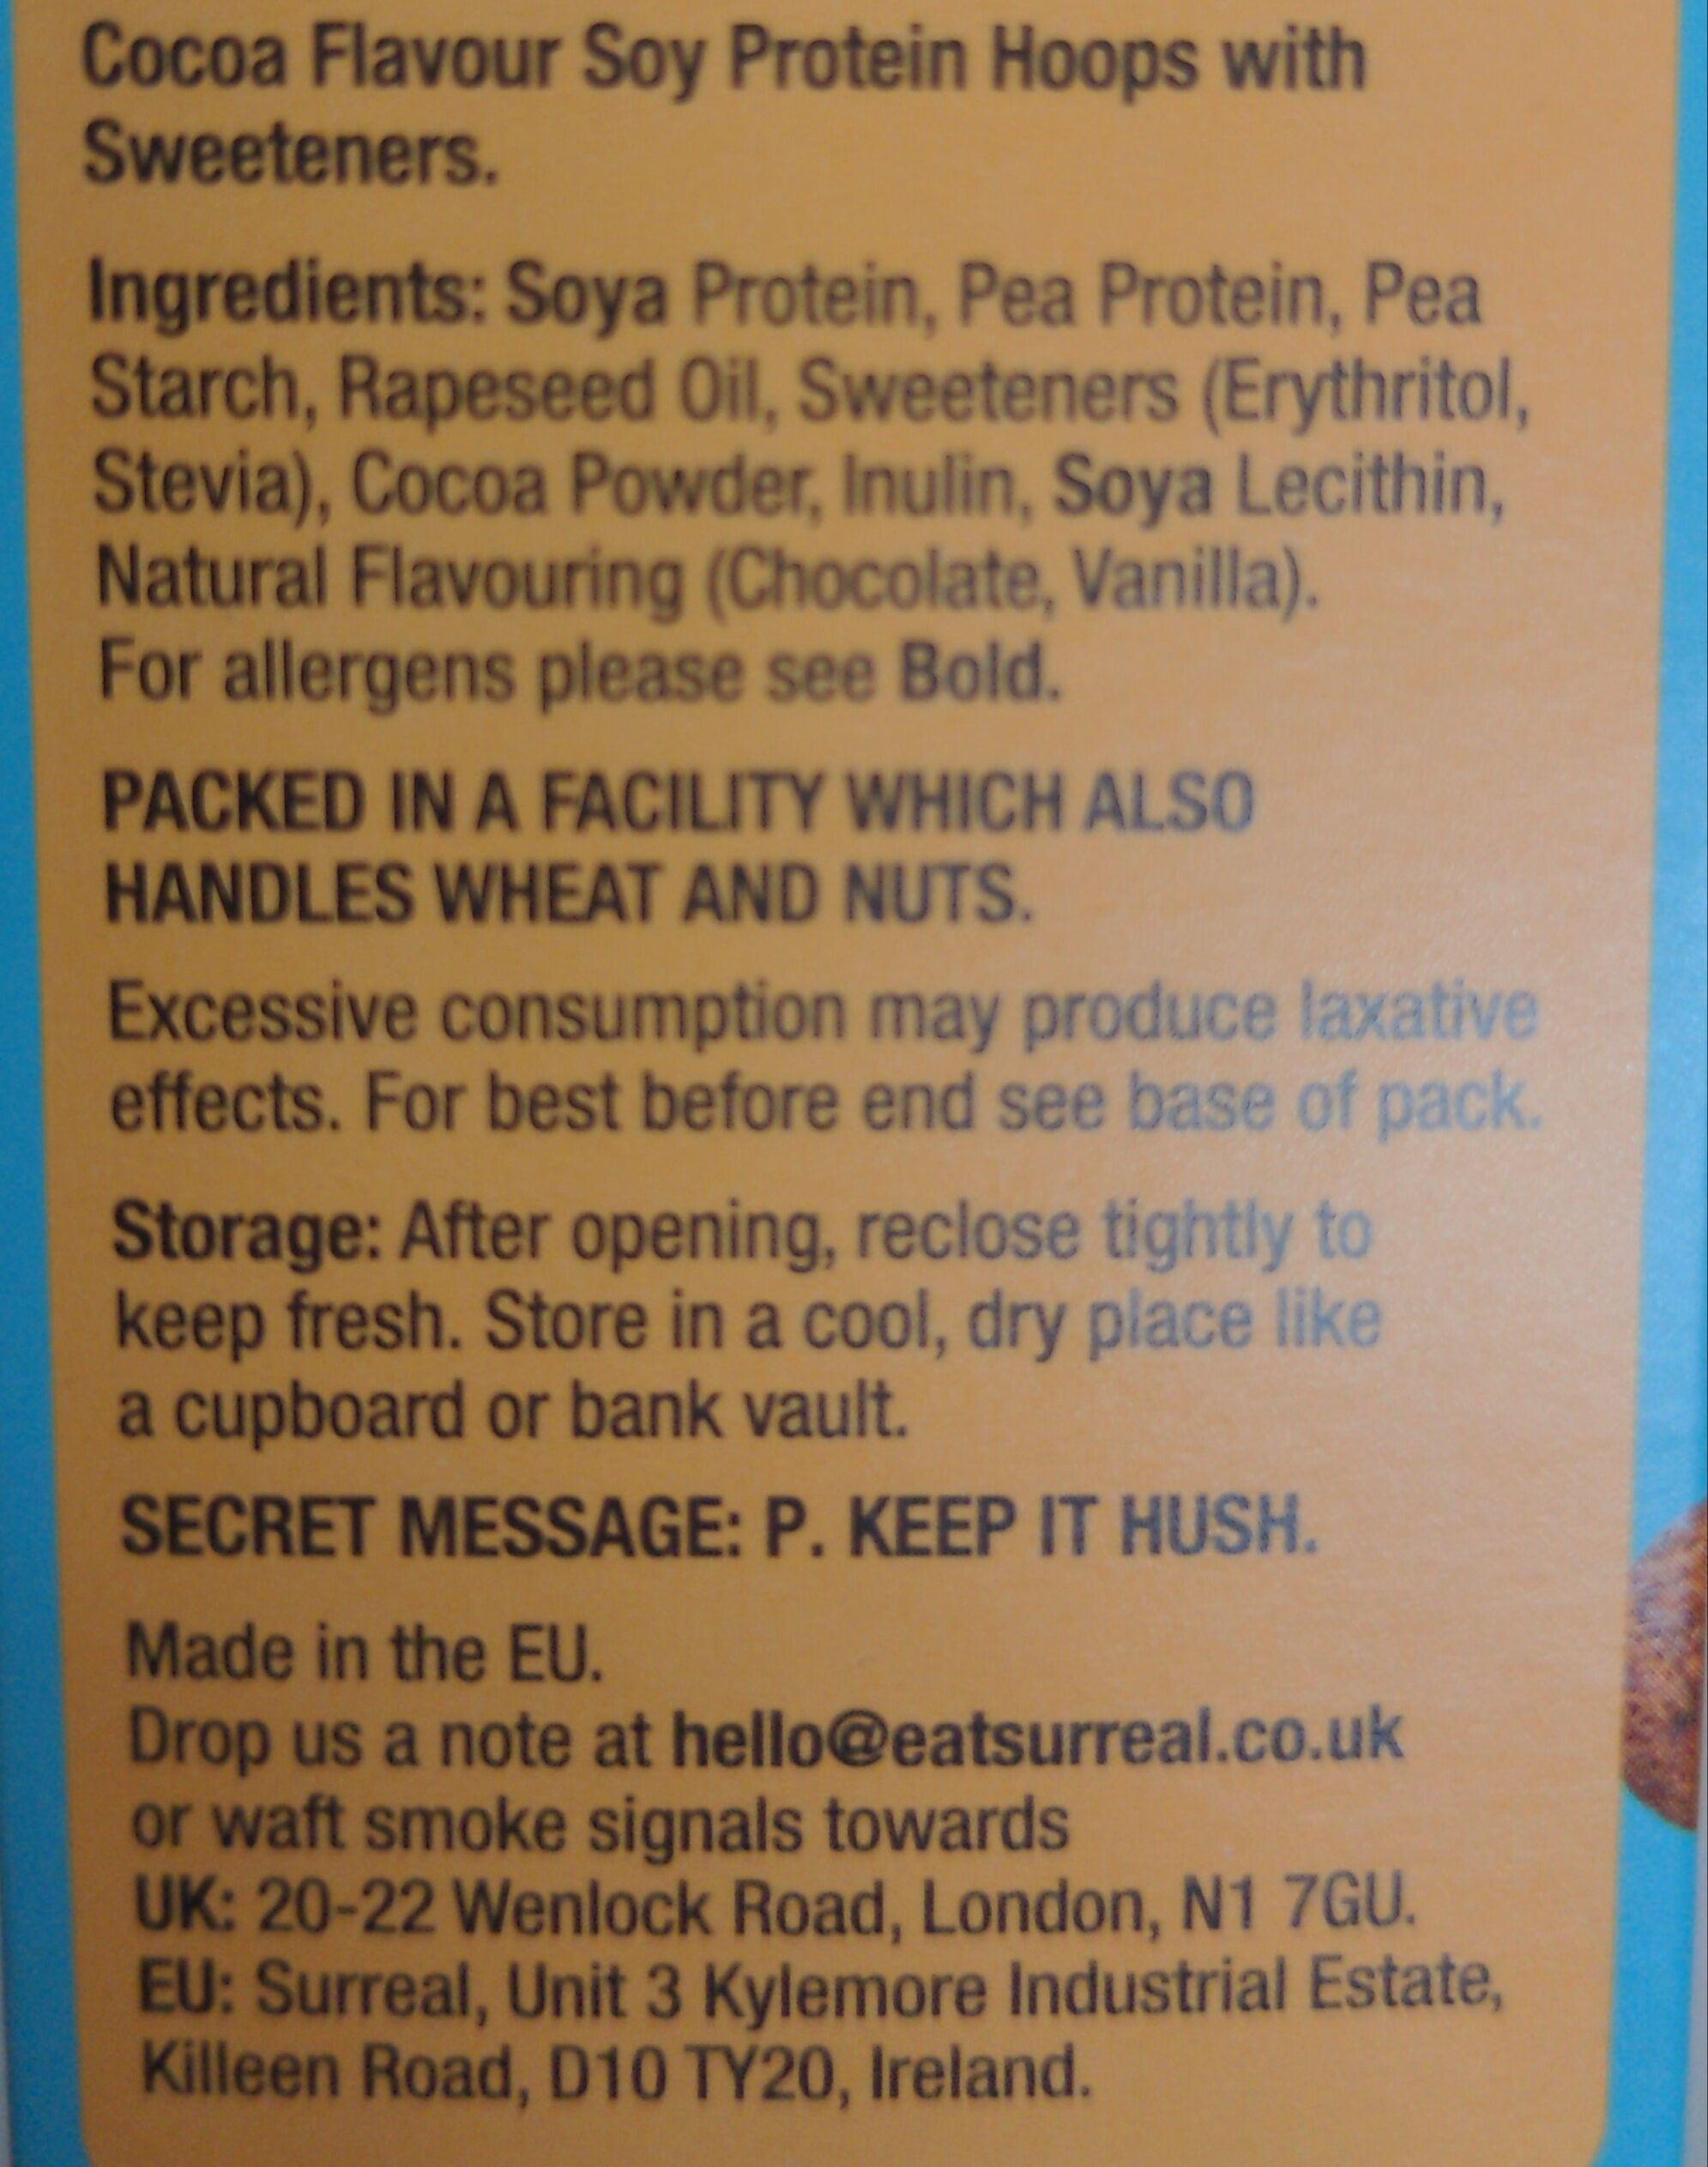 Cocoa Flavour Soy Protein Hoops with
Sweeteners.
Ingredients: Soya Protein, Pea Protein, Pea
Starch, Rapeseed Oil, Sweeteners (Erythritol,
Stevia), Cocoa Powder, Inulin, Soya Lecithin,
Natural Flavouring (Chocolate, Vanilla).
For allergens please see Bold.
PACKED IN A FACILITY WHICH ALSO
HANDLES WHEAT AND NUTS.
Excessive consumption may produce laxative
effects. For best before end see base of pack.
Storage: After opening, reclose tightly to
keep fresh. Store in a cool, dry place like
a cupboard or bank vault.
SECRET MESSAGE: P. KEEP IT HUSH.
Made in the EU.
Drop us a note at hello@eatsurreal.co.uk
or waft smoke signals towards
UK: 20-22 Wenlock Road, London, N1 7GU.
EU: Surreal, Unit 3 Kylemore Industrial Estate,
Killeen Road, D10 TY20, Ireland.